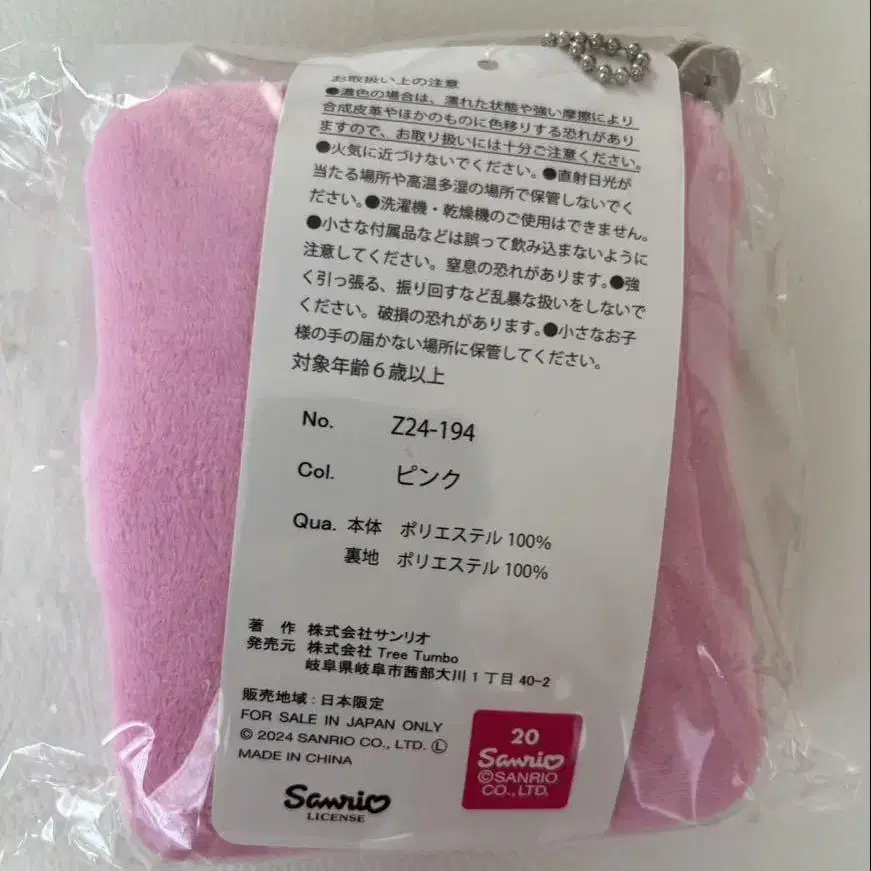 お取扱い上の注意
●濃色の場合は、濡れた状態や強い摩擦により
合成皮革やほかのものに色移りする恐れがあり
ますので、お取り扱いには十分ご注意ください。
●火気に近づけないでください。●直射日光が
当たる場所や高温多湿の場所で保管しないでく
ださい。●洗濯機・乾燥機のご使用はできません。
●小さな付属品などは誤って飲み込まないように
注意してください。窒息の恐れがあります。●強
く引っ張る、振り回すなど乱暴な扱いをしないで
ください。破損の恐れがあります。●小さなお子
様の手の届かない場所に保管してください。
対象年齢6歳以上
No. Z24-194
Col. ピンク
Qua. 本体 ポリエステル 100%
裏地 ポリエステル 100%
著作 株式会社サンリオ
発売元 株式会社 Tree Tumbo
岐阜県岐阜市茜部大川1丁目 40-2
販売地域:日本限定
FOR SALE IN JAPAN ONLY
© 2024 SANRIO CO., LTD. Ⓛ
MADE IN CHINA
Sanrio
LICENSE
20
Sanrio
©SANRIO
CO.,LTD.